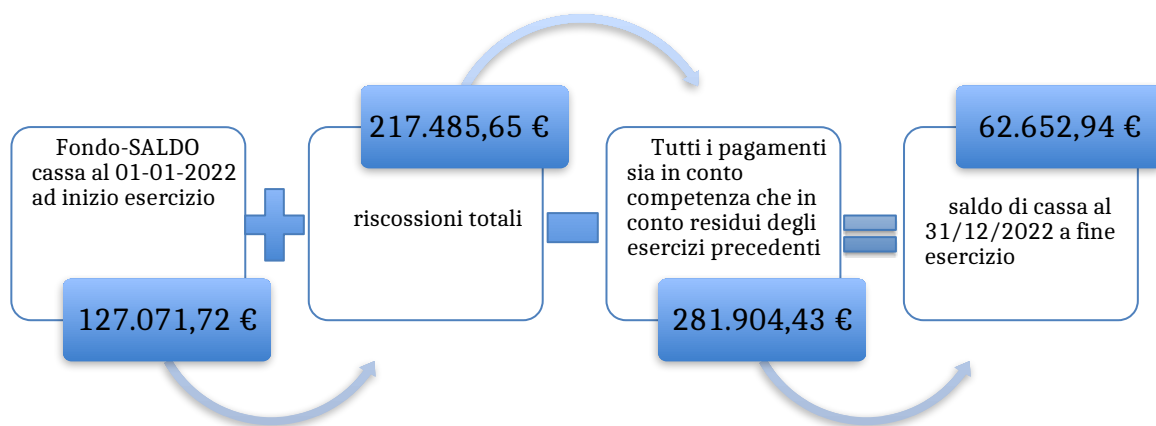 Fondo-SALDO
cassa al 01-01-2022
ad inizio esercizio
127.071,72 €
217.485,65 €
riscossioni totali
Tutti i pagamenti
sia in conto
competenza che in
conto residui degli
esercizi precedenti
281.904,43 €
62.652,94 €
saldo di cassa al
31/12/2022 a fine
esercizio